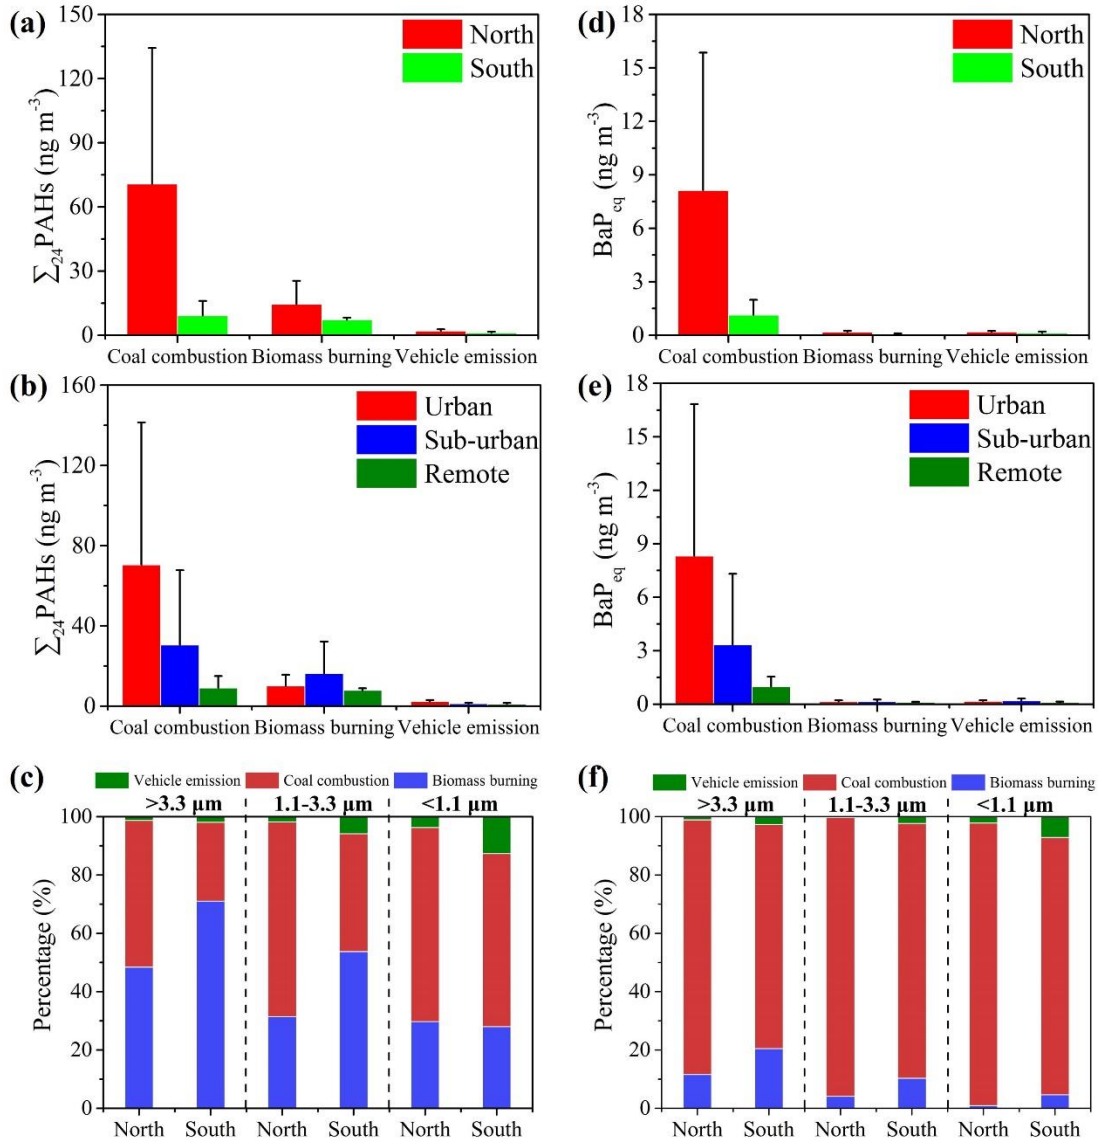 (a)
150
120
90
60
30
0
∑24PAHs (ng m-3)
North
South
Coal combustion Biomass burning Vehicle emission
(d)
18
15
12
9
6
3
0
BaPeq (ng m-3)
North
South
Coal combustion Biomass burning Vehicle emission
(b)
160
120
80
40
0
∑24PAHs (ng m-3)
Urban
Sub-urban
Remote
Coal combustion Biomass burning Vehicle emission
(e)
18
15
12
9
6
3
0
BaPeq (ng m-3)
Urban
Sub-urban
Remote
Coal combustion Biomass burning Vehicle emission
(c)
Vehicle emission Coal combustion Biomass burning
>3.3 µm 1.1-3.3 µm <1.1 µm
100
80
60
40
20
0
Percentage (%)
North South North South North South
(f)
Vehicle emission Coal combustion Biomass burning
>3.3 µm 1.1-3.3 µm <1.1 µm
100
80
60
40
20
0
Percentage (%)
North South North South North South